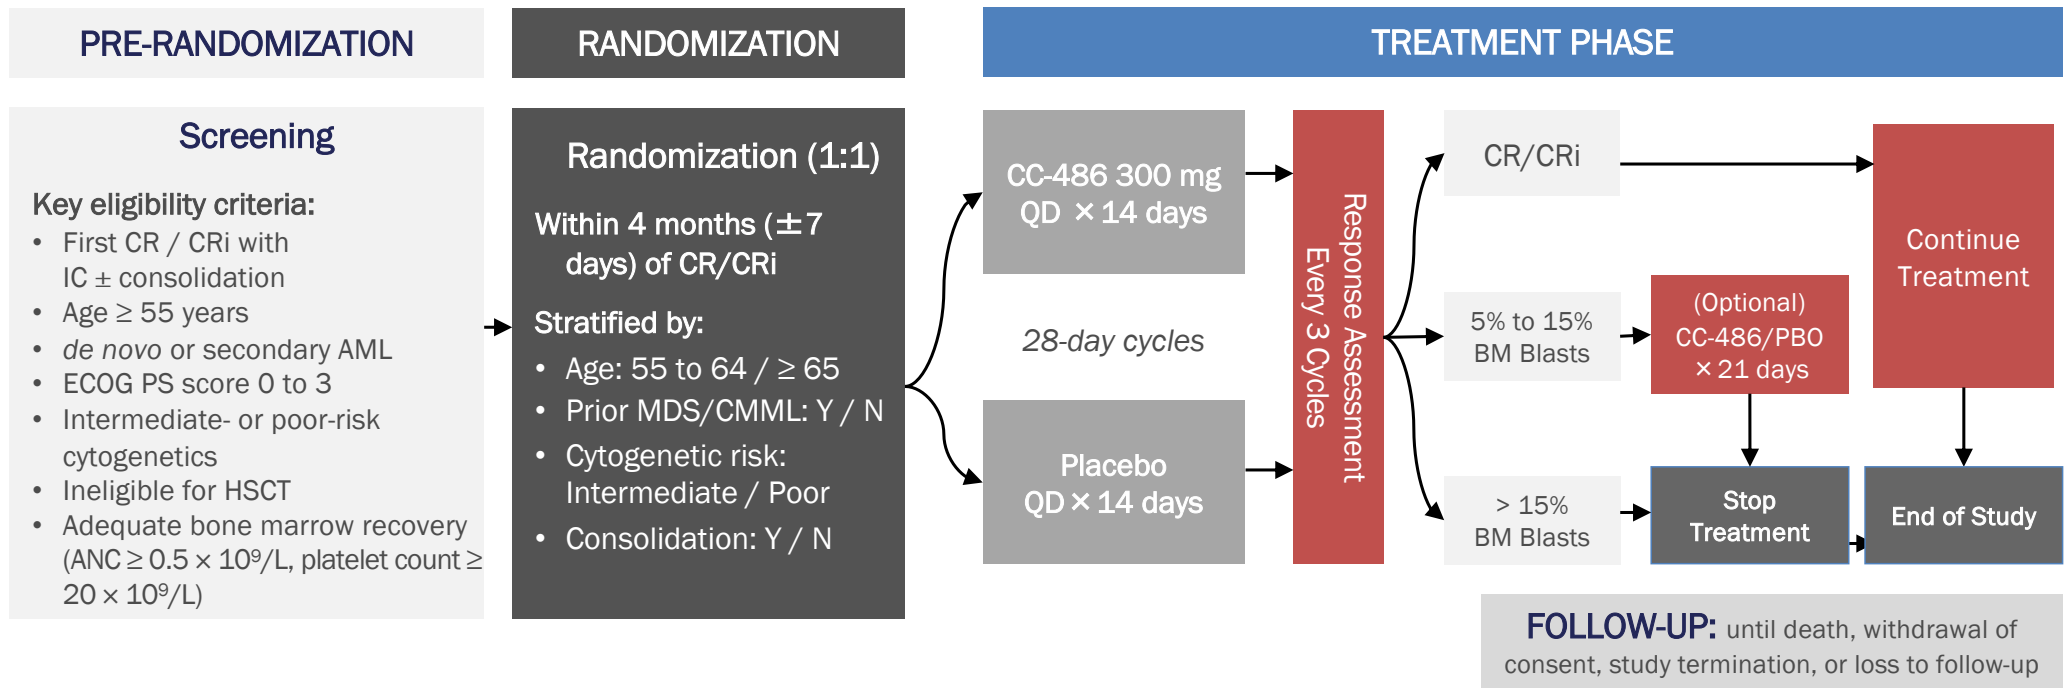 PRE-RANDOMIZATION
Screening
Key eligibility criteria:
• First CR / CRi with
IC ± consolidation
• Age ≥ 55 years
• de novo or secondary AML
• ECOG PS score 0 to 3
• Intermediate- or poor-risk
cytogenetics
• Ineligible for HSCT
• Adequate bone marrow recovery
(ANC ≥ 0.5 × 10⁹/L, platelet count ≥
20 × 10⁹/L)
RANDOMIZATION
Randomization (1:1)
Within 4 months (±7
days) of CR/CRi
Stratified by:
• Age: 55 to 64 / ≥ 65
• Prior MDS/CMML: Y / N
• Cytogenetic risk:
Intermediate / Poor
• Consolidation: Y / N
TREATMENT PHASE
CC-486 300 mg
QD × 14 days
28-day cycles
Placebo
QD × 14 days
Response Assessment
Every 3 Cycles
CR/CRi
5% to 15%
BM Blasts
> 15%
BM Blasts
(Optional)
CC-486/PBO
× 21 days
Stop
Treatment
Continue
Treatment
End of Study
FOLLOW-UP: until death, withdrawal of
consent, study termination, or loss to follow-up